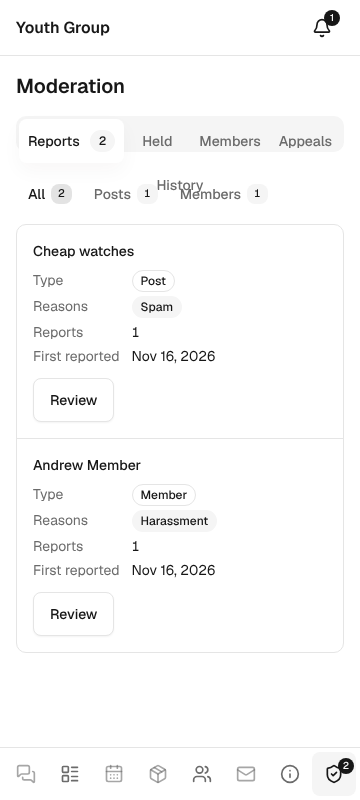 Youth Group
1
Moderation
Reports 2 Held Members Appeals
History
All 2 Posts 1 Members 1
Cheap watches
Type Post
Reasons Spam
Reports 1
First reported Nov 16, 2026
Review
Andrew Member
Type Member
Reasons Harassment
Reports 1
First reported Nov 16, 2026
Review
2